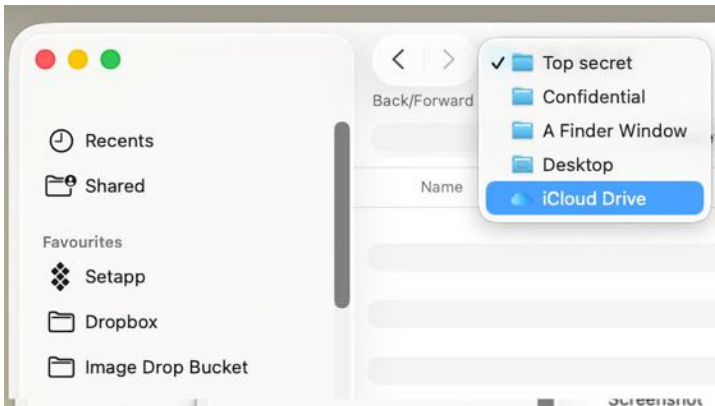 Back/Forward
Recents
Shared
Favourites
Setapp
Dropbox
Image Drop Bucket
Name
✓ Top secret
Confidential
A Finder Window
Desktop
iCloud Drive
Screenshot